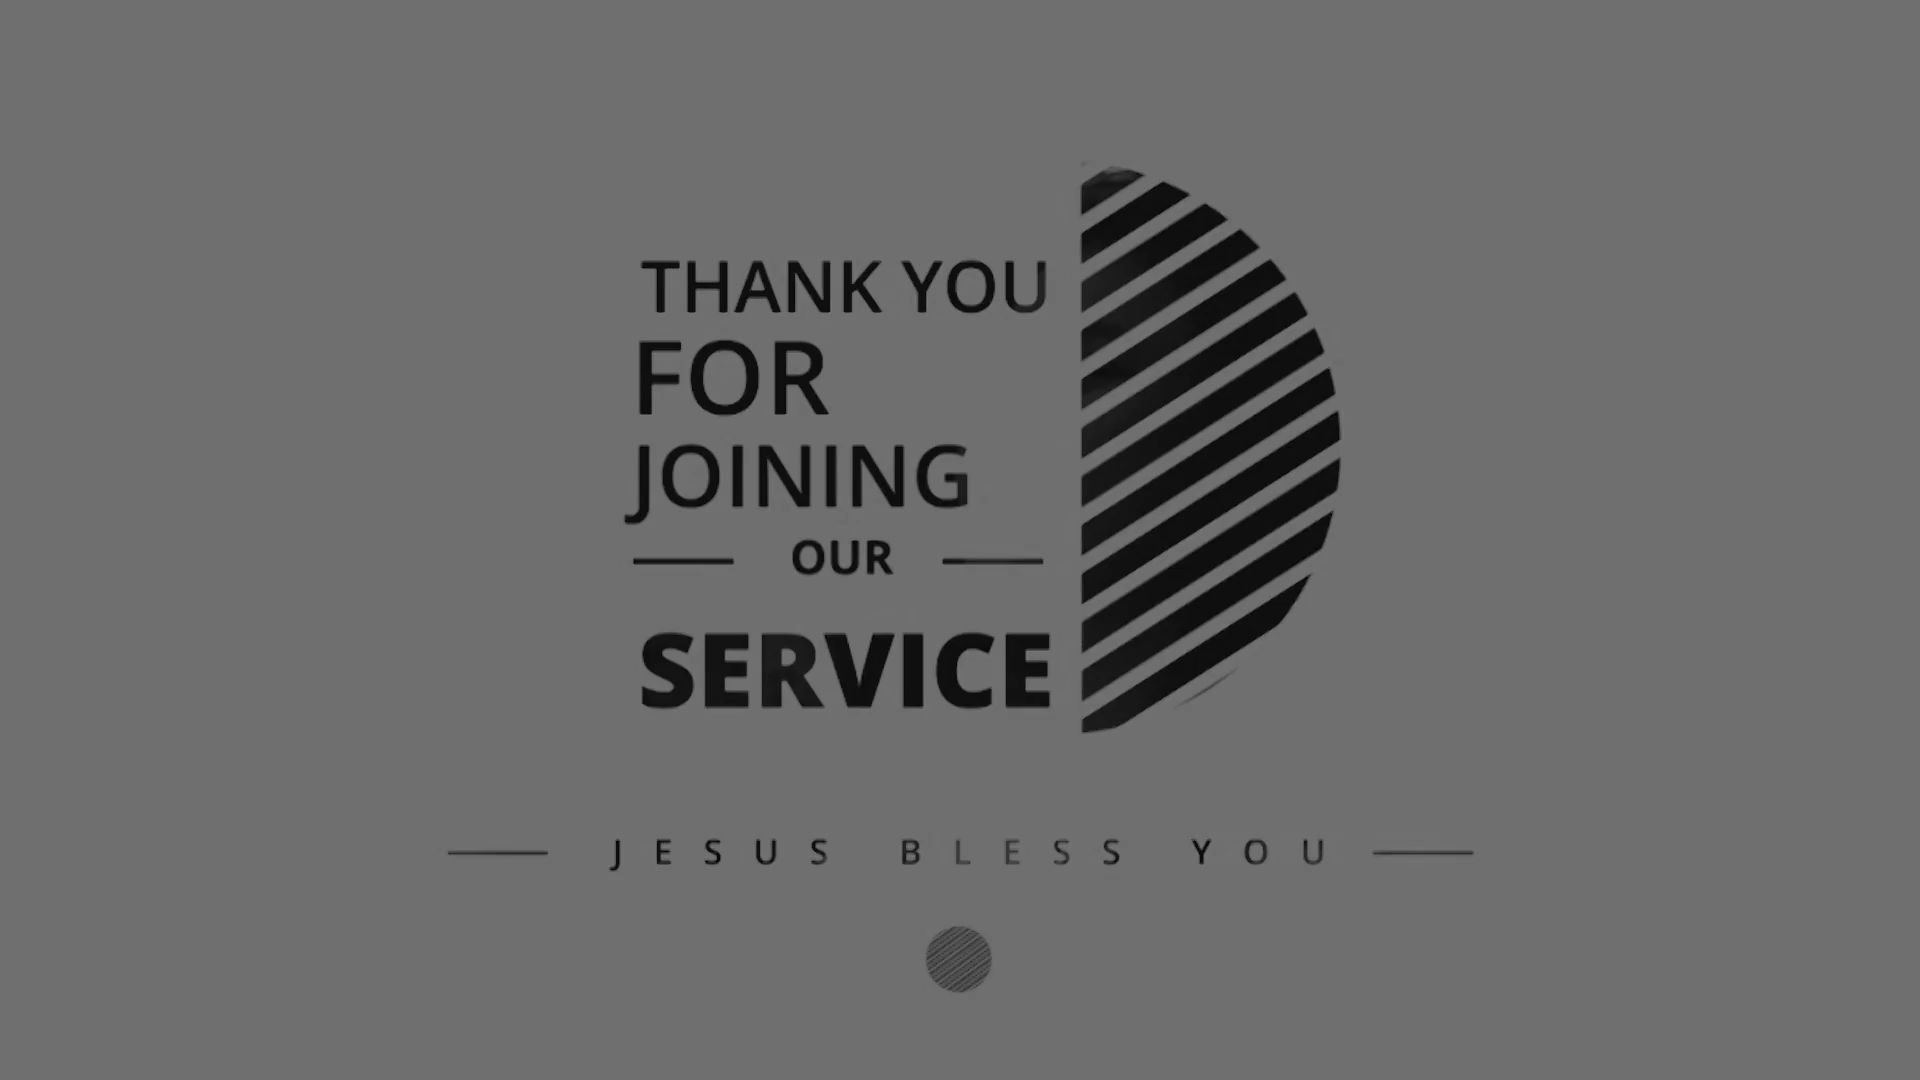 THANK YOU
FOR
JOINING
OUR
SERVICE
JESUS BLESS YOU